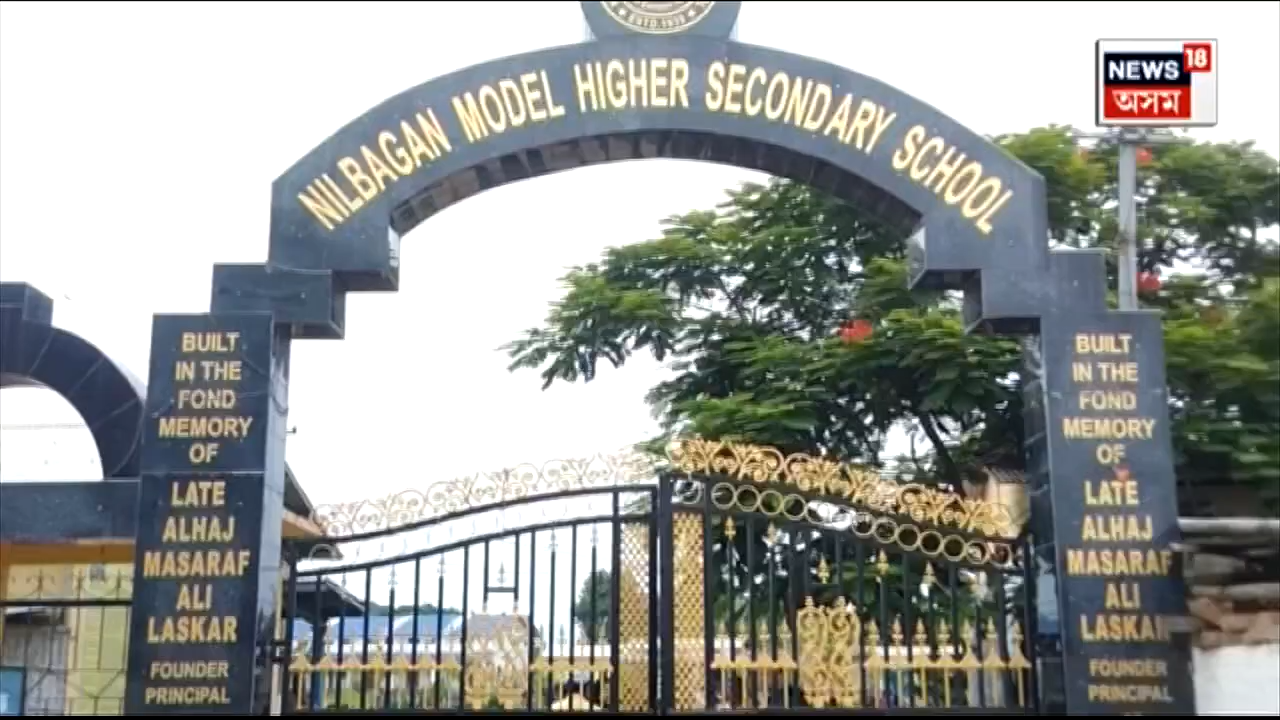 NILBAGAN MODEL HIGHER SECONDARY SCHOOL
NEWS 18
অসম
BUILT
IN THE
FOND
MEMORY
OF
LATE
ALHAJ
MASARAF
ALI
LASKAR
FOUNDER
PRINCIPAL
BUILT
IN THE
FOND
MEMORY
OF
LATE
ALHAJ
MASARAF
ALI
LASKAR
FOUNDER
PRINCIPAL